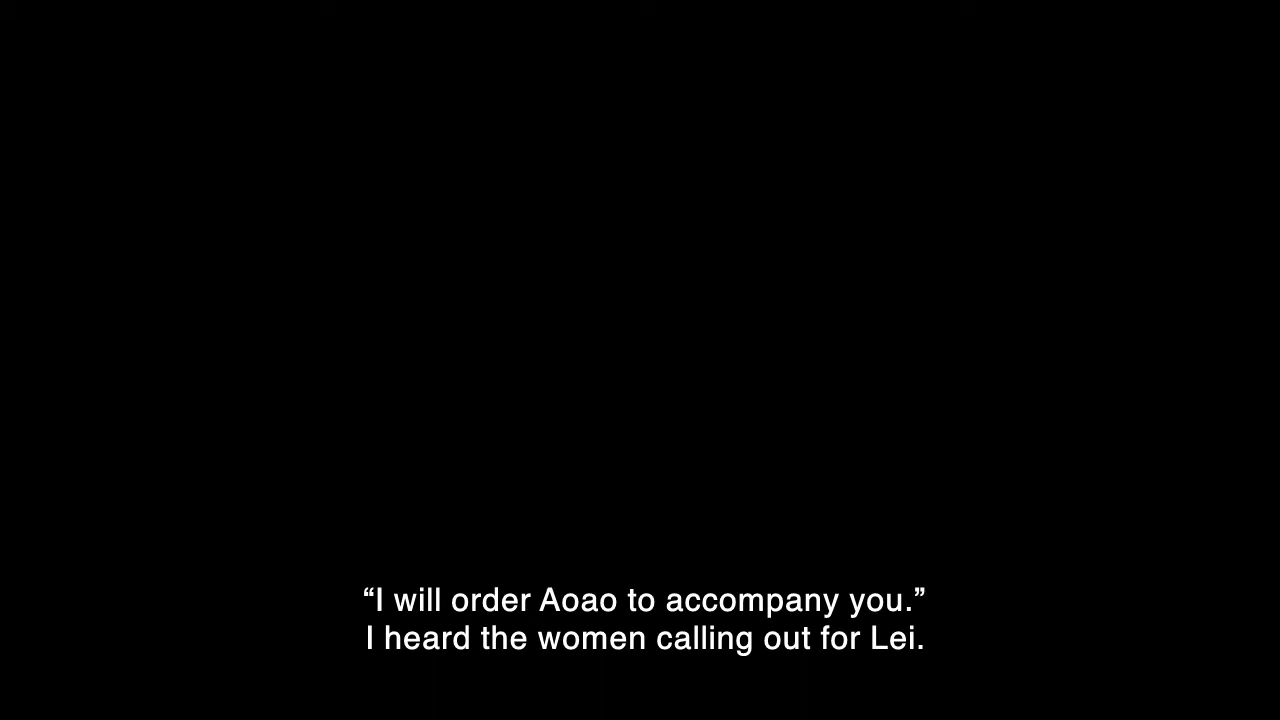 “I will order Aoao to accompany you.”
I heard the women calling out for Lei.